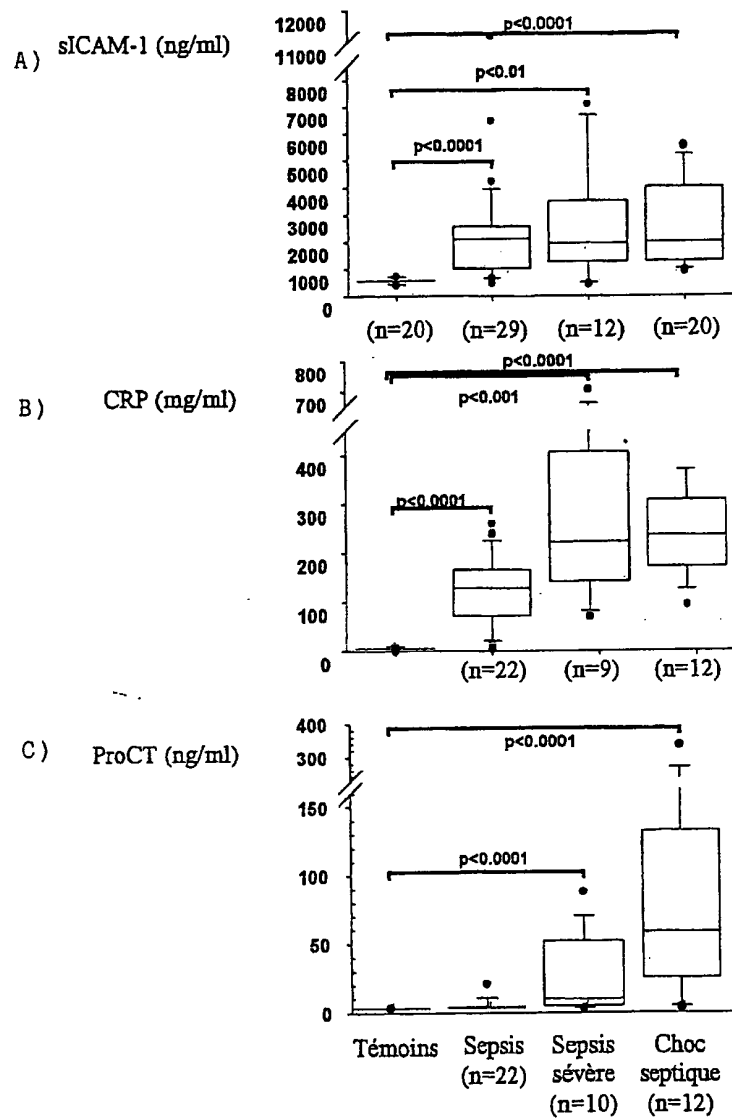 12000
p<0.0001
A) sICAM-1 (ng/ml)
11000
8000
p<0.01
7000
6000
p<0.0001
5000
4000
3000
2000
1000
0
(n=20) (n=29) (n=12) (n=20)
800
p<0.0001
B) CRP (mg/ml)
700
p<0.001
400
p<0.0001
300
200
100
0
(n=22) (n=9) (n=12)
400
C) ProCT (ng/ml)
p<0.0001
300
150
p<0.0001
100
50
0
Témoins Sepsis Sepsis Choc
(n=22) sévère septique
(n=10) (n=12)